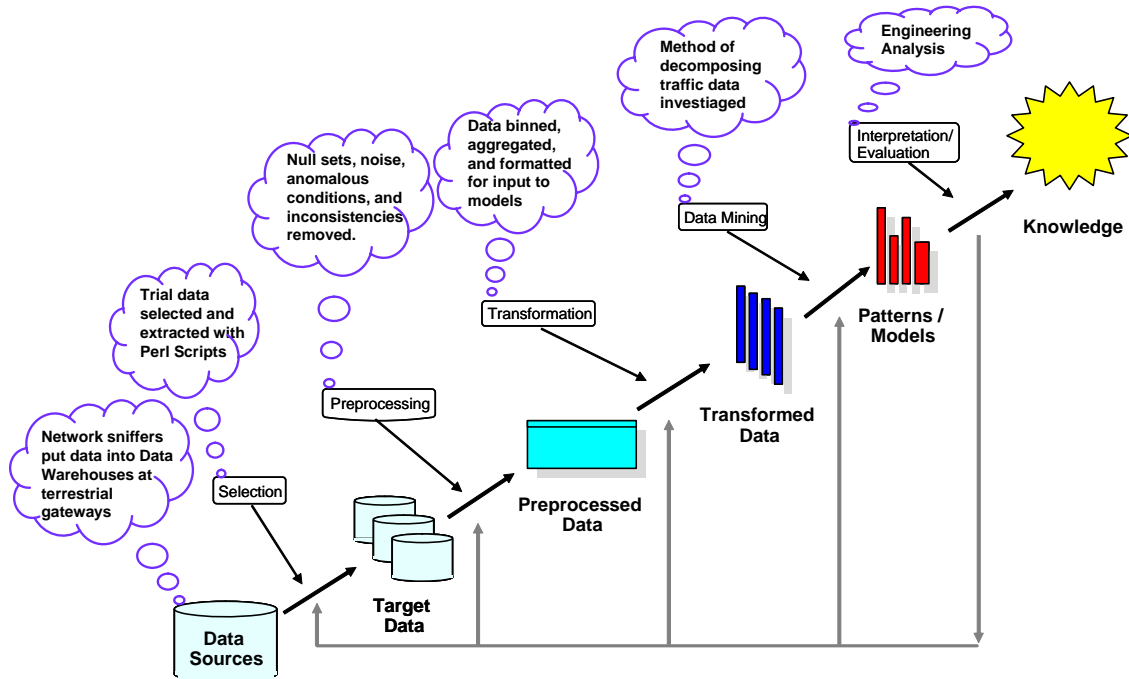 Network sniffers
put data into Data
Warehouses at
terrestrial
gateways
Data
Sources
Trial data
selected and
extracted with
Perl Scripts
Selection
Target
Data
Null sets, noise,
anomalous
conditions, and
inconsistencies
removed.
Preprocessing
Preprocessed
Data
Data binned,
aggregated,
and formatted
for input to
models
Transformation
Transformed
Data
Method of
decomposing
traffic data
investiaged
Data Mining
Patterns /
Models
Engineering
Analysis
Interpretation/
Evaluation
Knowledge